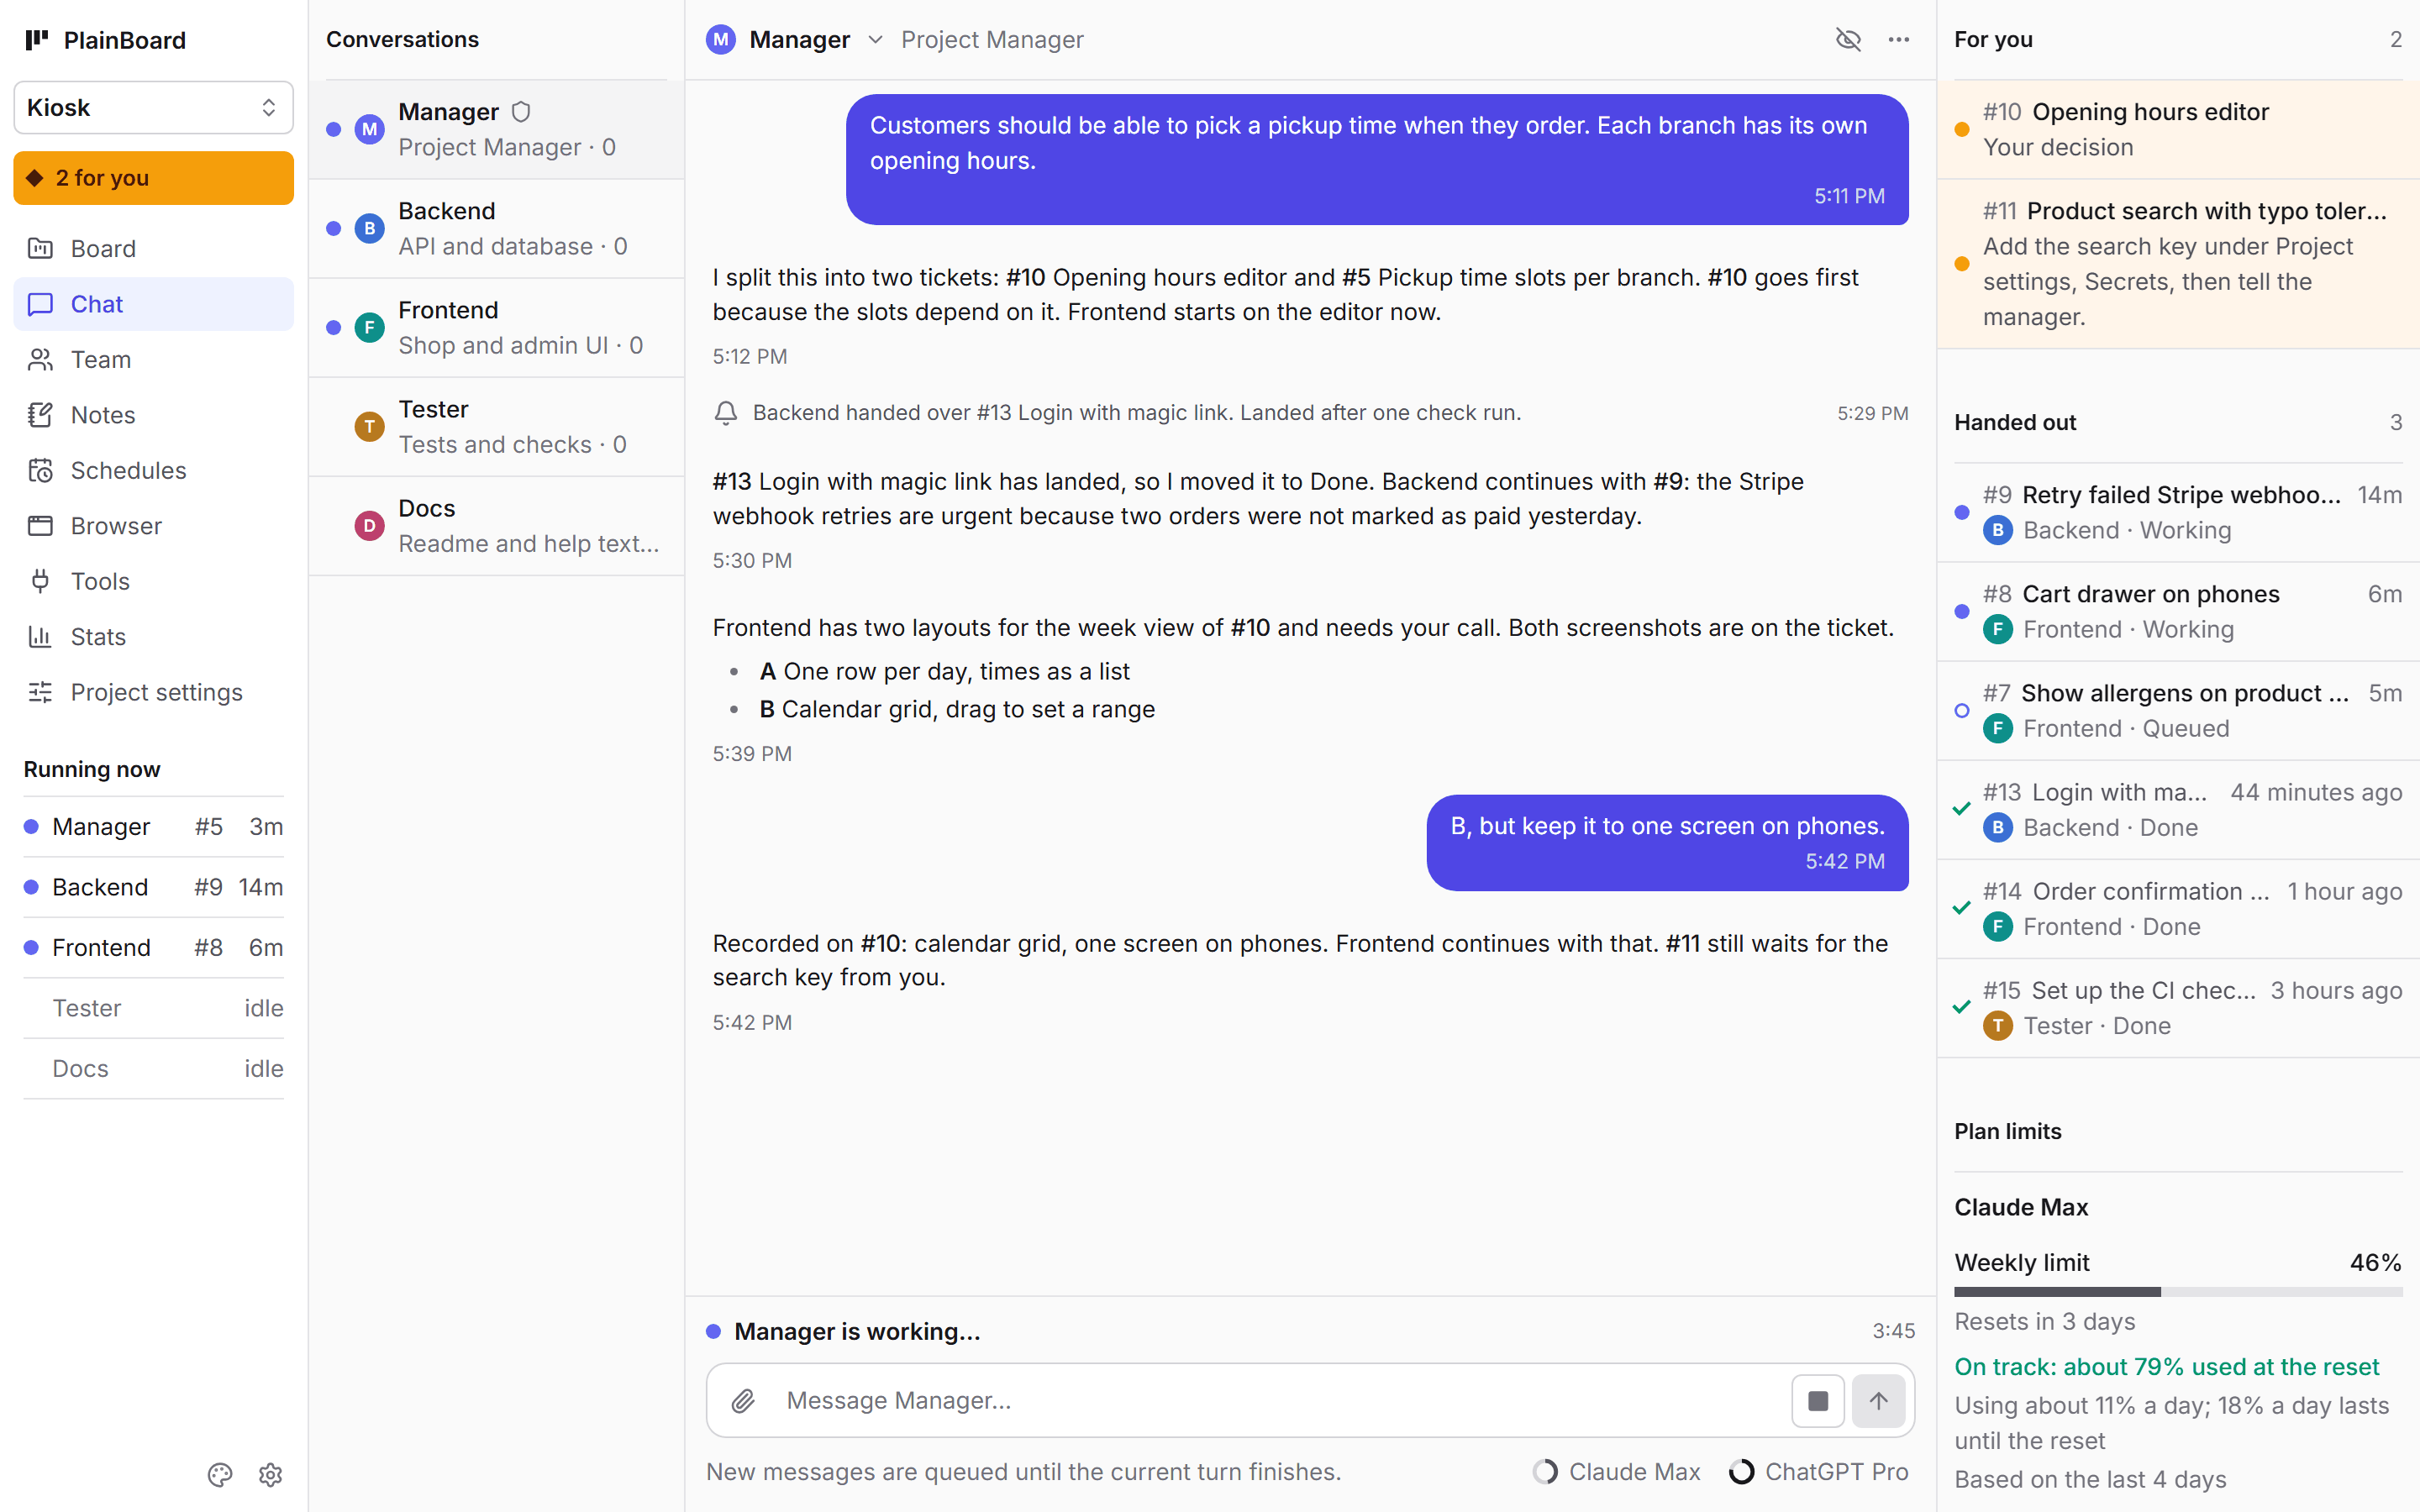 PlainBoard
Kiosk
2 for you
Board
Chat
Team
Notes
Schedules
Browser
Tools
Stats
Project settings
Running now
Manager #5 3m
Backend #9 14m
Frontend #8 6m
Tester idle
Docs idle
Conversations
M Manager
Project Manager · 0
B Backend
API and database · 0
F Frontend
Shop and admin UI · 0
T Tester
Tests and checks · 0
D Docs
Readme and help text...
M Manager Project Manager
Customers should be able to pick a pickup time when they order. Each branch has its own
opening hours.
5:11 PM
I split this into two tickets: #10 Opening hours editor and #5 Pickup time slots per branch. #10 goes first
because the slots depend on it. Frontend starts on the editor now.
5:12 PM
Backend handed over #13 Login with magic link. Landed after one check run. 5:29 PM
#13 Login with magic link has landed, so I moved it to Done. Backend continues with #9: the Stripe
webhook retries are urgent because two orders were not marked as paid yesterday.
5:30 PM
Frontend has two layouts for the week view of #10 and needs your call. Both screenshots are on the ticket.
• A One row per day, times as a list
• B Calendar grid, drag to set a range
5:39 PM
B, but keep it to one screen on phones.
5:42 PM
Recorded on #10: calendar grid, one screen on phones. Frontend continues with that. #11 still waits for the
search key from you.
5:42 PM
Manager is working... 3:45
Message Manager...
New messages are queued until the current turn finishes. Claude Max ChatGPT Pro
For you 2
#10 Opening hours editor
Your decision
#11 Product search with typo toler...
Add the search key under Project
settings, Secrets, then tell the
manager.
Handed out 3
#9 Retry failed Stripe webhoo... 14m
B Backend · Working
#8 Cart drawer on phones 6m
F Frontend · Working
#7 Show allergens on product ... 5m
F Frontend · Queued
#13 Login with ma... 44 minutes ago
B Backend · Done
#14 Order confirmation ... 1 hour ago
F Frontend · Done
#15 Set up the CI chec... 3 hours ago
T Tester · Done
Plan limits
Claude Max
Weekly limit 46%
Resets in 3 days
On track: about 79% used at the reset
Using about 11% a day; 18% a day lasts
until the reset
Based on the last 4 days